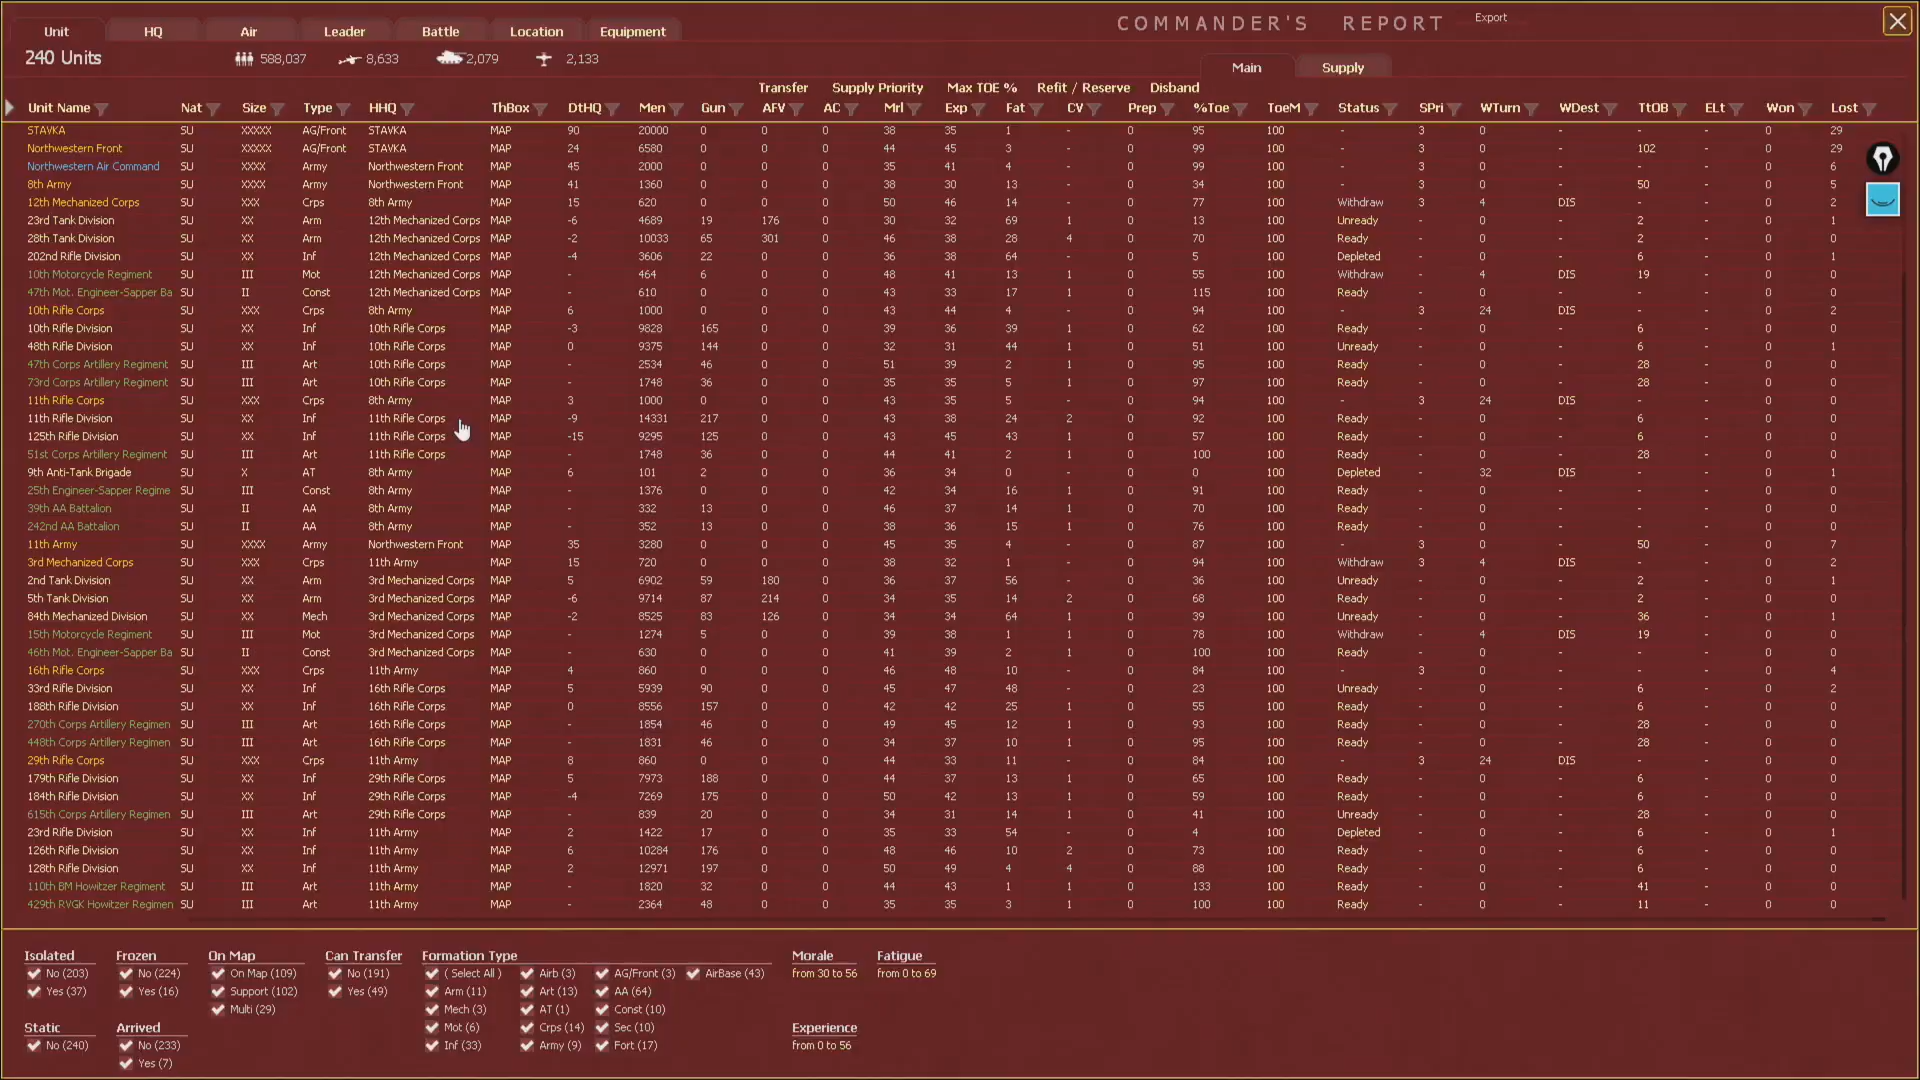 Unit HQ Air Leader Battle Location Equipment COMMANDER'S REPORT Export
240 Units 588,037 8,633 2,079 2,133 Main Supply
Transfer Supply Priority Max TOE % Refit / Reserve Disband
Unit Name Nat Size Type HHQ ThBox DtHQ Men Gun AFV AC Mrl Exp Fat CV Prep %Toe ToeM Status SPri WTurn WDest TtOB ELt Won Lost
STAVKA SU XXXXX AG/Front STAVKA MAP 90 20000 0 0 0 38 35 1 - 0 95 100 - 3 0 - - - 0 29
Northwestern Front SU XXXXX AG/Front STAVKA MAP 24 6580 0 0 0 44 45 3 - 0 99 100 - 3 0 - 102 - 0 29
Northwestern Air Command SU XXXX Army Northwestern Front MAP 45 2000 0 0 0 35 41 4 - 0 99 100 - 3 0 - - - 0 6
8th Army SU XXXX Army Northwestern Front MAP 41 1360 0 0 0 38 30 13 - 0 34 100 - 3 0 - 50 - 0 5
12th Mechanized Corps SU XXX Crps 8th Army MAP 15 620 0 0 0 50 46 14 - 0 77 100 Withdraw 3 4 DIS - - 0 2
23rd Tank Division SU XX Arm 12th Mechanized Corps MAP -6 4689 19 176 0 30 32 69 1 0 13 100 Unready - 0 - 2 - 0 1
28th Tank Division SU XX Arm 12th Mechanized Corps MAP -2 10033 65 301 0 46 38 28 4 0 70 100 Ready - 0 - 2 - 0 0
202nd Rifle Division SU XX Inf 12th Mechanized Corps MAP -4 3606 22 0 0 36 38 64 - 0 5 100 Depleted - 0 - 6 - 0 1
10th Motorcycle Regiment SU III Mot 12th Mechanized Corps MAP - 464 6 0 0 48 41 13 1 0 55 100 Withdraw - 4 DIS 19 - 0 0
47th Mot. Engineer-Sapper Ba SU II Const 12th Mechanized Corps MAP - 610 0 0 0 43 33 17 1 0 115 100 Ready - 0 - - - 0 0
10th Rifle Corps SU XXX Crps 8th Army MAP 6 1000 0 0 0 43 44 4 - 0 94 100 - 3 24 DIS - - 0 2
10th Rifle Division SU XX Inf 10th Rifle Corps MAP -3 9828 165 0 0 39 36 39 1 0 62 100 Ready - 0 - 6 - 0 0
48th Rifle Division SU XX Inf 10th Rifle Corps MAP 0 9375 144 0 0 32 31 44 1 0 51 100 Unready - 0 - 6 - 0 1
47th Corps Artillery Regiment SU III Art 10th Rifle Corps MAP - 2534 46 0 0 51 39 2 1 0 95 100 Ready - 0 - 28 - 0 0
73rd Corps Artillery Regiment SU III Art 10th Rifle Corps MAP - 1748 36 0 0 35 35 5 1 0 97 100 Ready - 0 - 28 - 0 0
11th Rifle Corps SU XXX Crps 8th Army MAP 3 1000 0 0 0 43 35 5 - 0 94 100 - 3 24 DIS - - 0 0
11th Rifle Division SU XX Inf 11th Rifle Corps MAP -9 14331 217 0 0 43 38 24 2 0 92 100 Ready - 0 - 6 - 0 0
125th Rifle Division SU XX Inf 11th Rifle Corps MAP -15 9295 125 0 0 43 45 43 1 0 57 100 Ready - 0 - 6 - 0 0
51st Corps Artillery Regiment SU III Art 11th Rifle Corps MAP - 1748 36 0 0 44 41 2 1 0 100 100 Ready - 0 - 28 - 0 0
9th Anti-Tank Brigade SU X AT 8th Army MAP 6 101 2 0 0 36 34 0 - 0 0 100 Depleted - 32 DIS - - 0 1
25th Engineer-Sapper Regime SU III Const 8th Army MAP - 1376 0 0 0 42 34 16 1 0 91 100 Ready - 0 - - - 0 0
39th AA Battalion SU II AA 8th Army MAP - 332 13 0 0 46 37 14 1 0 70 100 Ready - 0 - - - 0 0
242nd AA Battalion SU II AA 8th Army MAP - 352 13 0 0 38 36 15 1 0 76 100 Ready - 0 - - - 0 0
11th Army SU XXXX Army Northwestern Front MAP 35 3280 0 0 0 45 35 4 - 0 87 100 - 3 0 - 50 - 0 7
3rd Mechanized Corps SU XXX Crps 11th Army MAP 15 720 0 0 0 38 32 1 - 0 94 100 Withdraw 3 4 DIS - - 0 2
2nd Tank Division SU XX Arm 3rd Mechanized Corps MAP 5 6902 59 180 0 36 37 56 1 0 36 100 Unready - 0 - 2 - 0 1
5th Tank Division SU XX Arm 3rd Mechanized Corps MAP -6 9714 87 214 0 34 35 14 2 0 68 100 Ready - 0 - 2 - 0 0
84th Mechanized Division SU XX Mech 3rd Mechanized Corps MAP -2 8525 83 126 0 34 34 64 1 0 39 100 Unready - 0 - 36 - 0 1
15th Motorcycle Regiment SU III Mot 3rd Mechanized Corps MAP - 1274 5 0 0 39 38 1 1 0 78 100 Withdraw - 4 DIS 19 - 0 0
46th Mot. Engineer-Sapper Ba SU II Const 3rd Mechanized Corps MAP - 630 0 0 0 41 39 2 1 0 100 100 Ready - 0 - - - 0 0
16th Rifle Corps SU XXX Crps 11th Army MAP 4 860 0 0 0 46 48 10 - 0 84 100 - 3 0 - - - 0 4
33rd Rifle Division SU XX Inf 16th Rifle Corps MAP 5 5939 90 0 0 45 47 48 - 0 23 100 Unready - 0 - 6 - 0 2
188th Rifle Division SU XX Inf 16th Rifle Corps MAP 0 8556 157 0 0 42 42 25 1 0 55 100 Ready - 0 - 6 - 0 0
270th Corps Artillery Regimen SU III Art 16th Rifle Corps MAP - 1854 46 0 0 49 45 12 1 0 93 100 Ready - 0 - 28 - 0 0
448th Corps Artillery Regimen SU III Art 16th Rifle Corps MAP - 1831 46 0 0 34 37 10 1 0 95 100 Ready - 0 - 28 - 0 0
29th Rifle Corps SU XXX Crps 11th Army MAP 8 860 0 0 0 44 33 11 - 0 84 100 - 3 24 DIS - - 0 0
179th Rifle Division SU XX Inf 29th Rifle Corps MAP 5 7973 188 0 0 44 37 13 1 0 65 100 Ready - 0 - 6 - 0 0
184th Rifle Division SU XX Inf 29th Rifle Corps MAP -4 7269 175 0 0 50 42 13 1 0 59 100 Ready - 0 - 6 - 0 0
615th Corps Artillery Regimen SU III Art 29th Rifle Corps MAP - 839 20 0 0 34 31 14 1 0 41 100 Unready - 0 - 28 - 0 0
23rd Rifle Division SU XX Inf 11th Army MAP 2 1422 17 0 0 35 33 54 - 0 4 100 Depleted - 0 - 6 - 0 1
126th Rifle Division SU XX Inf 11th Army MAP 6 10284 176 0 0 48 46 10 2 0 73 100 Ready - 0 - 6 - 0 0
128th Rifle Division SU XX Inf 11th Army MAP 2 12971 197 0 0 50 49 4 4 0 88 100 Ready - 0 - 6 - 0 0
110th BM Howitzer Regiment SU III Art 11th Army MAP - 1820 32 0 0 44 43 1 1 0 133 100 Ready - 0 - 41 - 0 0
429th RVGK Howitzer Regimen SU III Art 11th Army MAP - 2364 48 0 0 35 35 3 1 0 100 100 Ready - 0 - 11 - 0 0
Isolated Frozen On Map Can Transfer Formation Type Morale Fatigue
No (203) No (224) On Map (109) No (191) ( Select All ) Airb (3) AG/Front (3) AirBase (43) from 30 to 56 from 0 to 69
Yes (37) Yes (16) Support (102) Yes (49) Arm (11) Art (13) AA (64)
Multi (29) Mech (3) AT (1) Const (10)
Static Arrived Mot (6) Crps (14) Sec (10) Experience
No (240) No (233) Inf (33) Army (9) Fort (17) from 0 to 56
Yes (7)